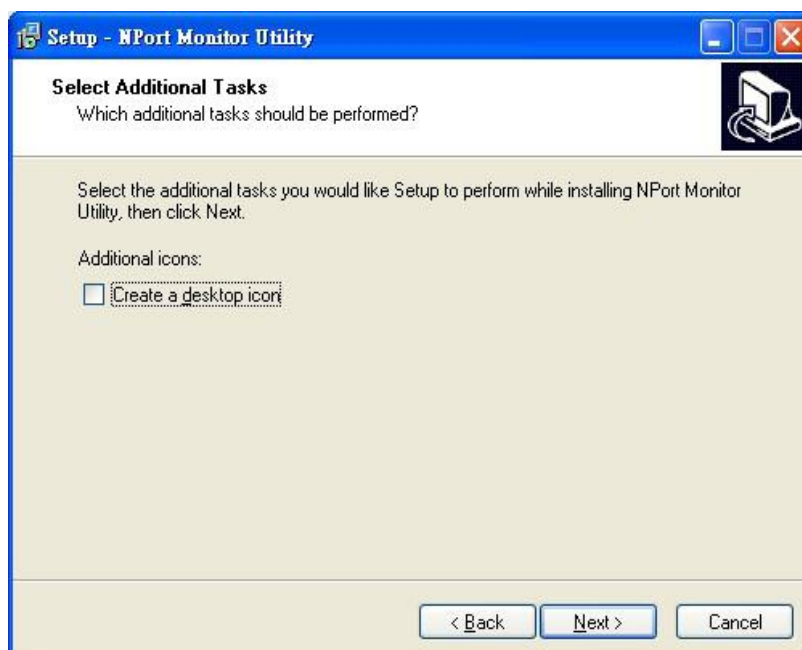 Setup - NPort Monitor Utility
Select Additional Tasks
Which additional tasks should be performed?
Select the additional tasks you would like Setup to perform while installing NPort Monitor
Utility, then click Next.
Additional icons:
Create a desktop icon
< Back Next > Cancel